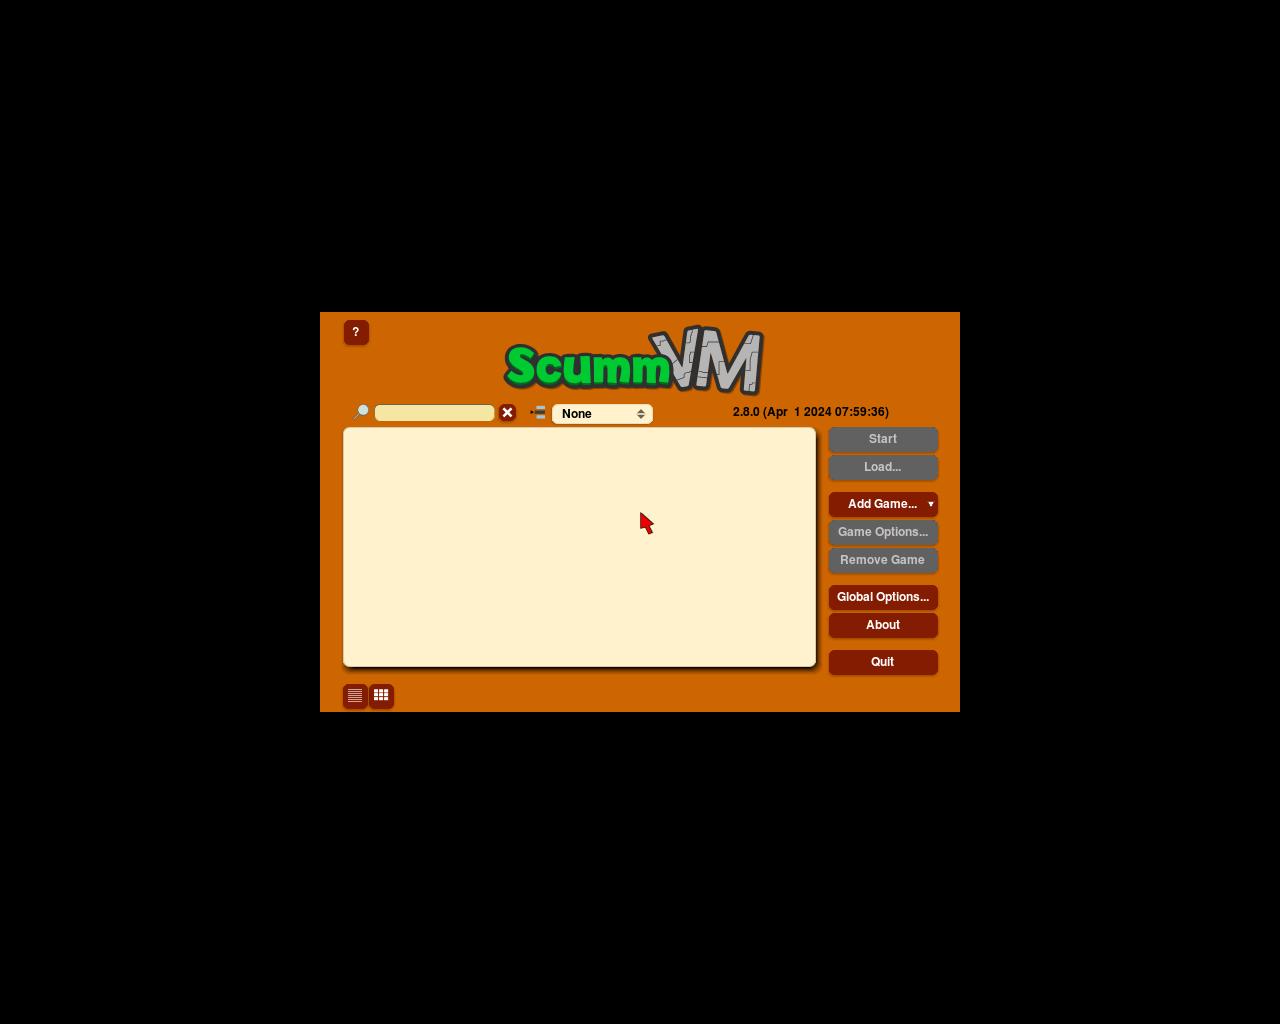 ?
ScummVM
None
2.8.0 (Apr  1 2024 07:59:36)
Start
Load...
Add Game...
Game Options...
Remove Game
Global Options...
About
Quit